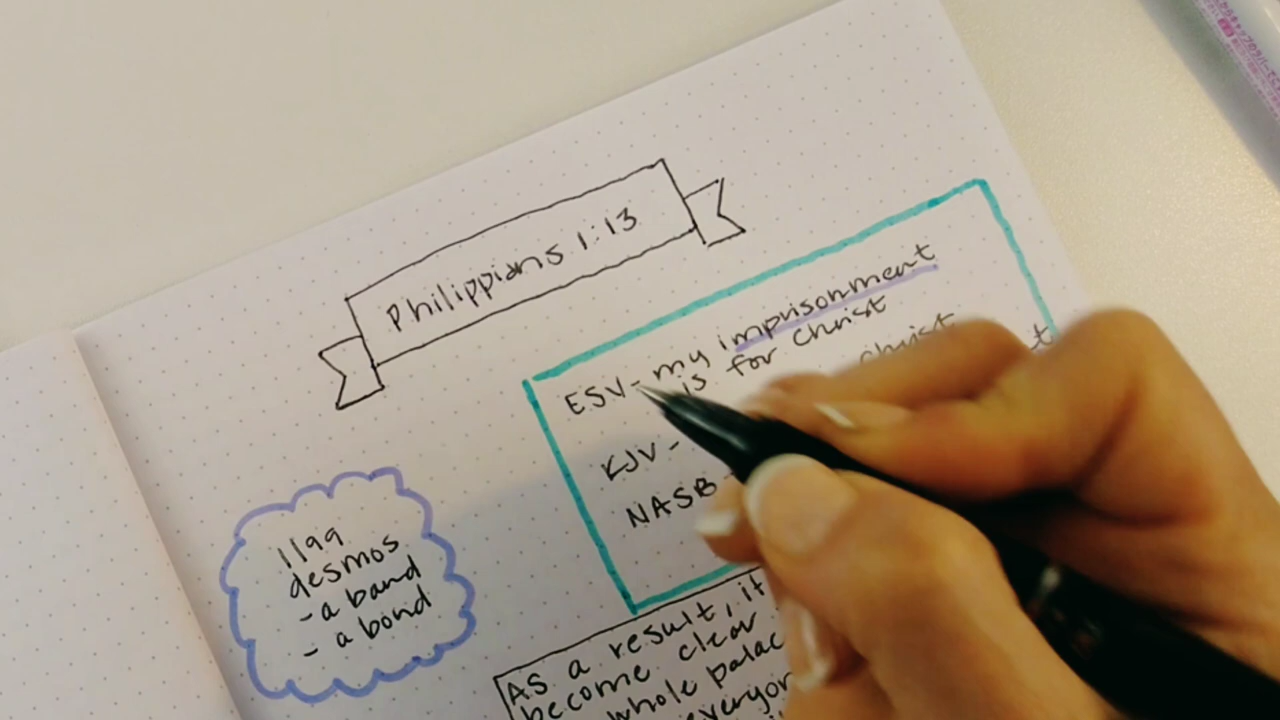 Philippians 1:13
ESV- my imprisonment
is for Christ
christ
KJV-
NASB-
1199
desmos
- a band
- a bond
As a result, it
become clear
whole palac
everyon